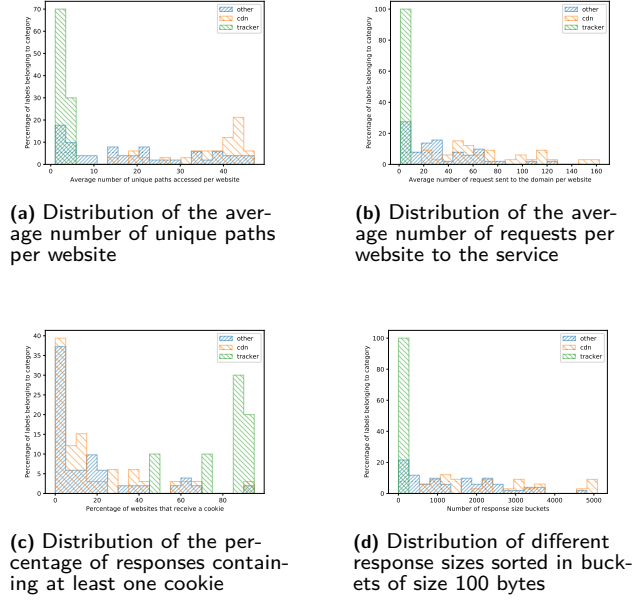 other
cdn
tracker
Percentage of labels belonging to category
70
60
50
40
30
20
10
0
0 10 20 30 40
Average number of unique paths accessed per website
(a) Distribution of the aver-
age number of unique paths
per website
other
cdn
tracker
Percentage of labels belonging to category
100
80
60
40
20
0
0 20 40 60 80 100 120 140 160
Average number of request sent to the domain per website
(b) Distribution of the aver-
age number of requests per
website to the service
other
cdn
tracker
Percentage of labels belonging to category
40
35
30
25
20
15
10
5
0
0 20 40 60 80
Percentage of websites that receive a cookie
(c) Distribution of the per-
centage of responses contain-
ing at least one cookie
other
cdn
tracker
Percentage of labels belonging to category
100
80
60
40
20
0
0 1000 2000 3000 4000 5000
Number of response size buckets
(d) Distribution of different
response sizes sorted in buck-
ets of size 100 bytes